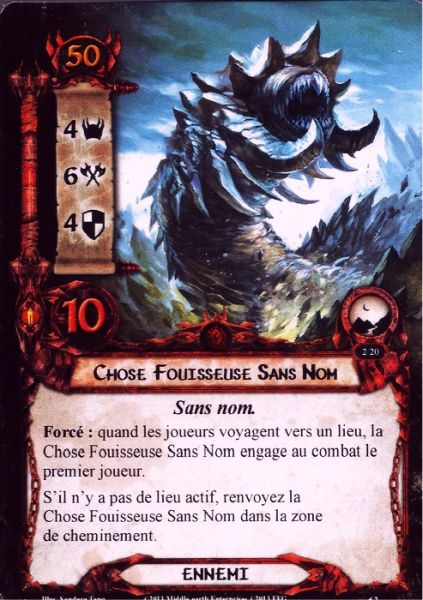 50
4
6
4
10
2 20
Chose Fouisseuse Sans Nom
Sans nom.
Forcé : quand les joueurs voyagent vers un lieu, la
Chose Fouisseuse Sans Nom engage au combat le
premier joueur.
S'il n'y a pas de lieu actif, renvoyez la
Chose Fouisseuse Sans Nom dans la zone
de cheminement.
ENNEMI